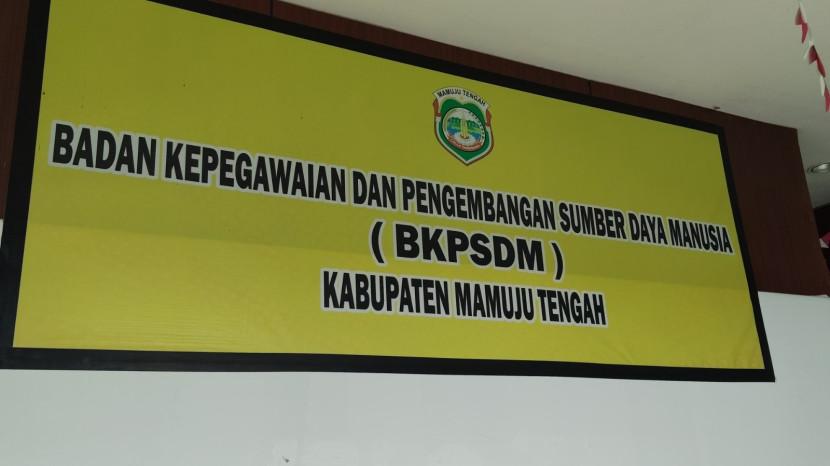 MAMUJU TENGAH
BADAN KEPEGAWAIAN DAN PENGEMBANGAN SUMBER DAYA MANUSIA
( BKPSDM )
KABUPATEN MAMUJU TENGAH